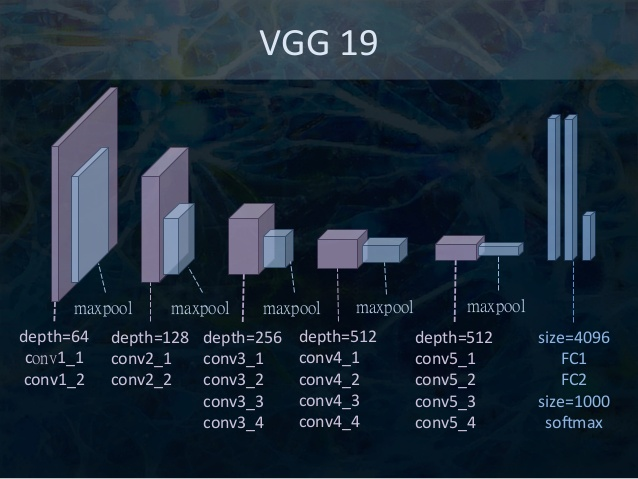 VGG 19
maxpool
maxpool
maxpool
maxpool
maxpool
depth=64
conv1_1
conv1_2
depth=128
conv2_1
conv2_2
depth=256
conv3_1
conv3_2
conv3_3
conv3_4
depth=512
conv4_1
conv4_2
conv4_3
conv4_4
depth=512
conv5_1
conv5_2
conv5_3
conv5_4
size=4096
FC1
FC2
size=1000
softmax